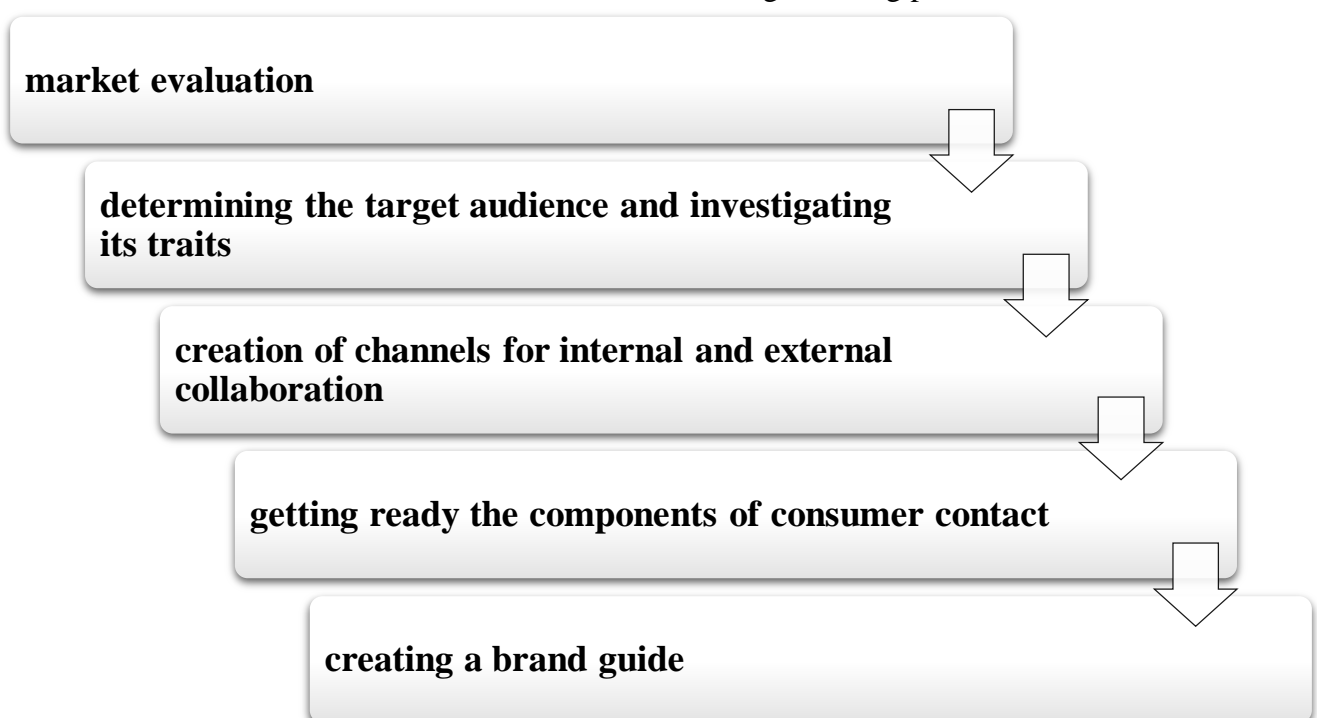 market evaluation
determining the target audience and investigating
its traits
creation of channels for internal and external
collaboration
getting ready the components of consumer contact
creating a brand guide